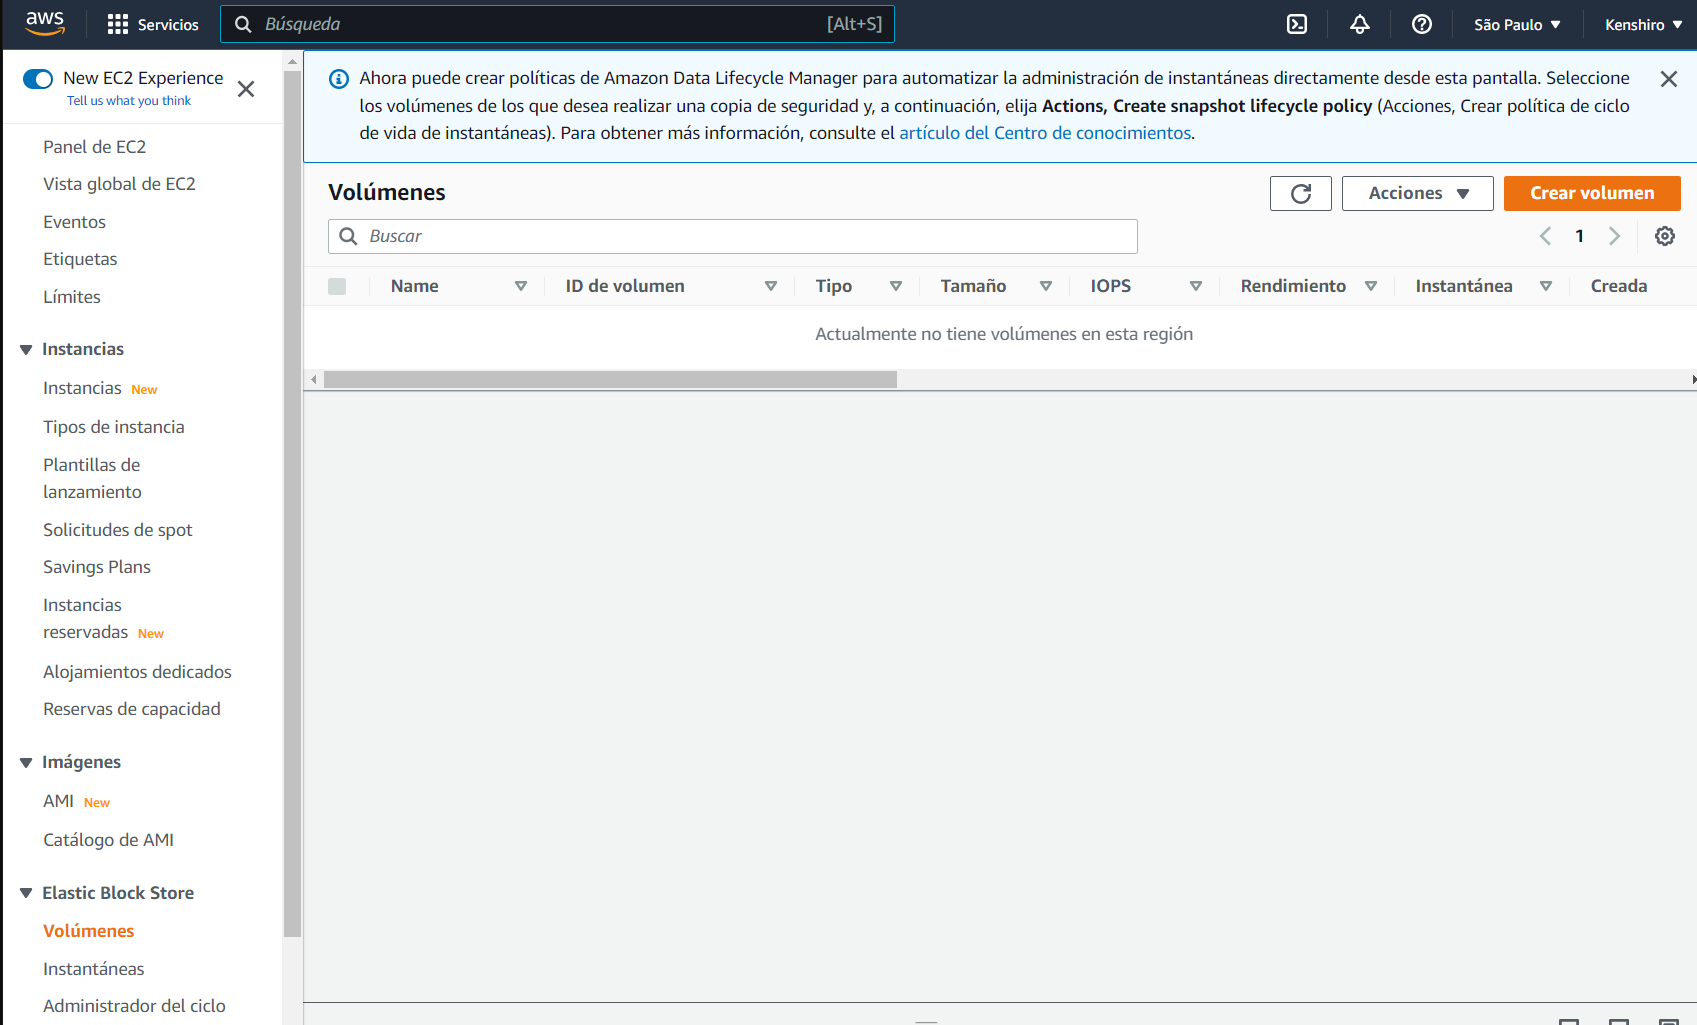 aws
Servicios
Búsqueda [Alt+S]
São Paulo
Kenshiro
New EC2 Experience
Tell us what you think
Panel de EC2
Vista global de EC2
Eventos
Etiquetas
Límites
Instancias
Instancias New
Tipos de instancia
Plantillas de
lanzamiento
Solicitudes de spot
Savings Plans
Instancias
reservadas New
Alojamientos dedicados
Reservas de capacidad
Imágenes
AMI New
Catálogo de AMI
Elastic Block Store
Volúmenes
Instantáneas
Administrador del ciclo
Ahora puede crear políticas de Amazon Data Lifecycle Manager para automatizar la administración de instantáneas directamente desde esta pantalla. Seleccione
los volúmenes de los que desea realizar una copia de seguridad y, a continuación, elija Actions, Create snapshot lifecycle policy (Acciones, Crear política de ciclo
de vida de instantáneas). Para obtener más información, consulte el artículo del Centro de conocimientos.
Volúmenes
Acciones
Crear volumen
Buscar
1
Name ID de volumen Tipo Tamaño IOPS Rendimiento Instantánea Creada
Actualmente no tiene volúmenes en esta región